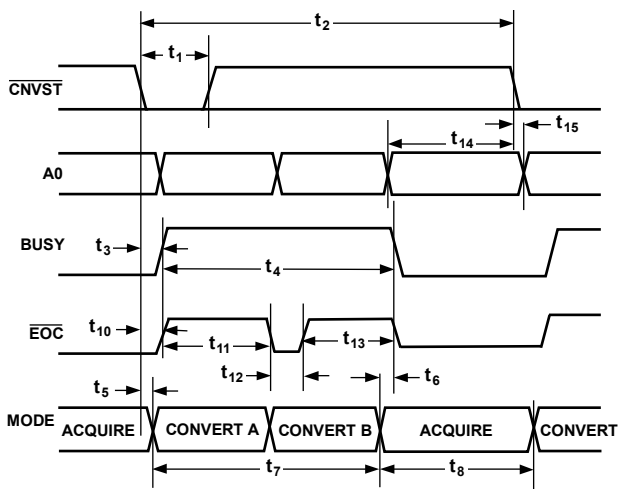 t2
t1
CNVST
t14
t15
A0
BUSY
t3
t4
EOC
t10
t11
t13
t12
t5
t6
MODE
ACQUIRE
CONVERT A
CONVERT B
ACQUIRE
CONVERT
t7
t8